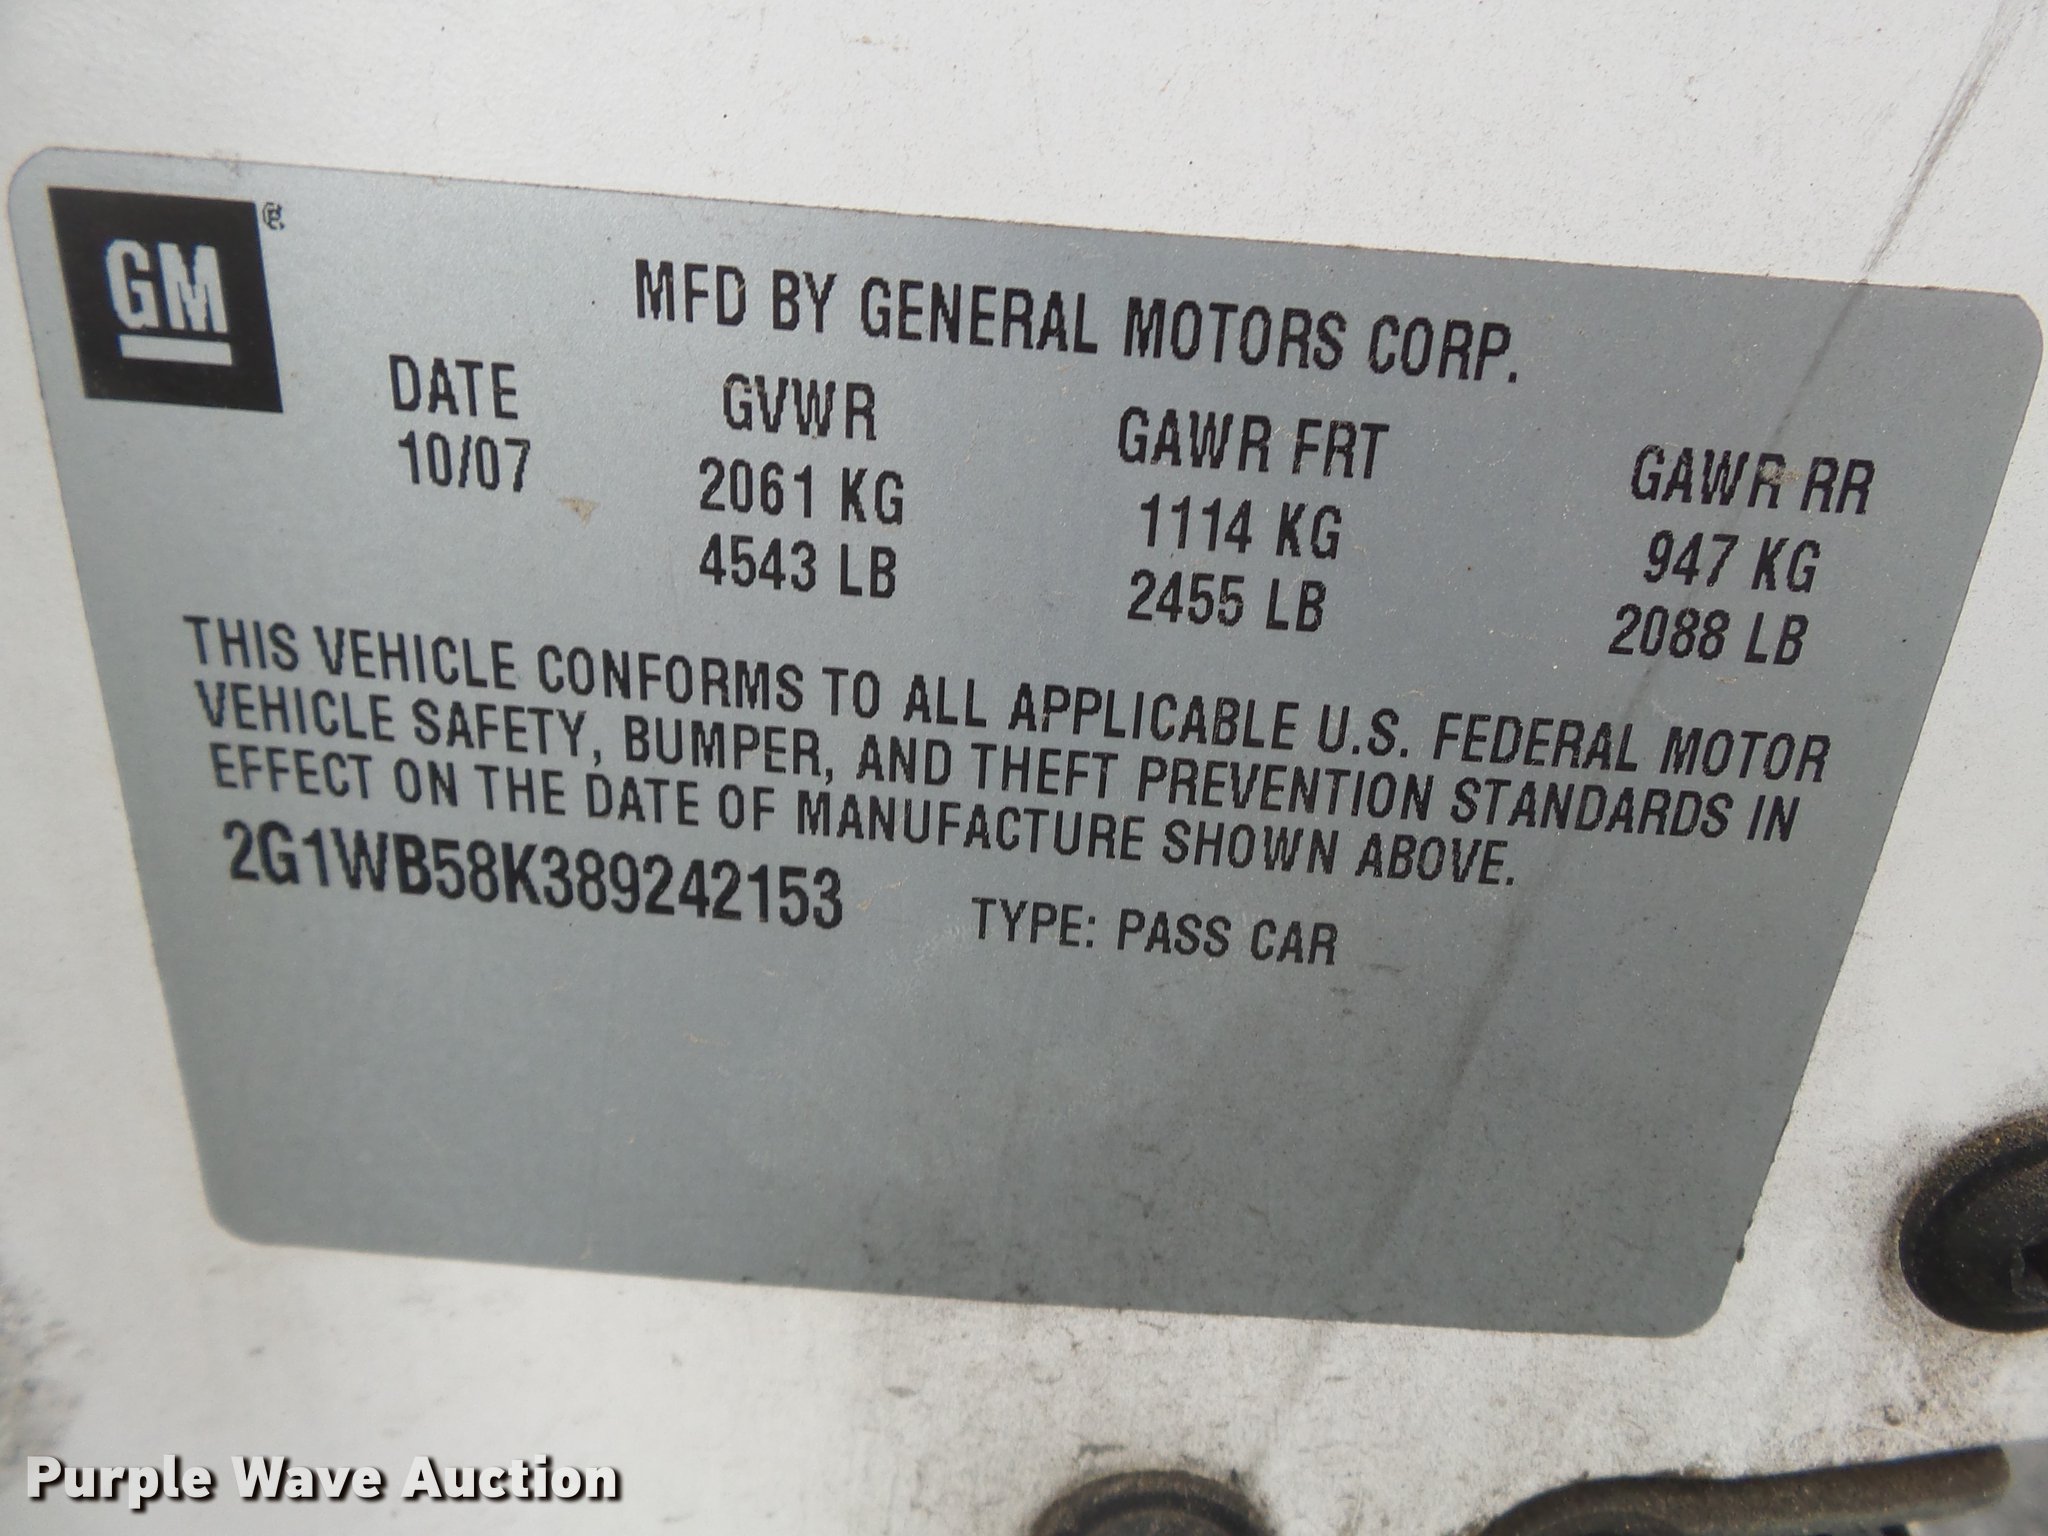 GM®
MFD BY GENERAL MOTORS CORP.
DATE GVWR GAWR FRT GAWR RR
10/07 2061 KG 1114 KG 947 KG
4543 LB 2455 LB 2088 LB
THIS VEHICLE CONFORMS TO ALL APPLICABLE U.S. FEDERAL MOTOR
VEHICLE SAFETY, BUMPER, AND THEFT PREVENTION STANDARDS IN
EFFECT ON THE DATE OF MANUFACTURE SHOWN ABOVE.
2G1WB58K389242153 TYPE: PASS CAR
Purple Wave Auction